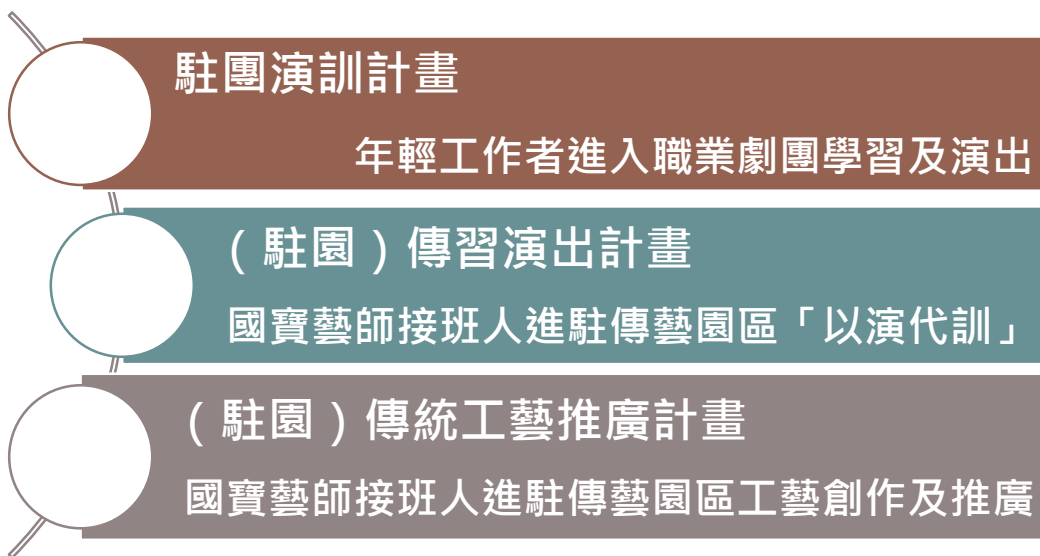 駐團演訓計畫
年輕工作者進入職業劇團學習及演出
（駐園）傳習演出計畫
國寶藝師接班人進駐傳藝園區「以演代訓」
（駐園）傳統工藝推廣計畫
國寶藝師接班人進駐傳藝園區工藝創作及推廣